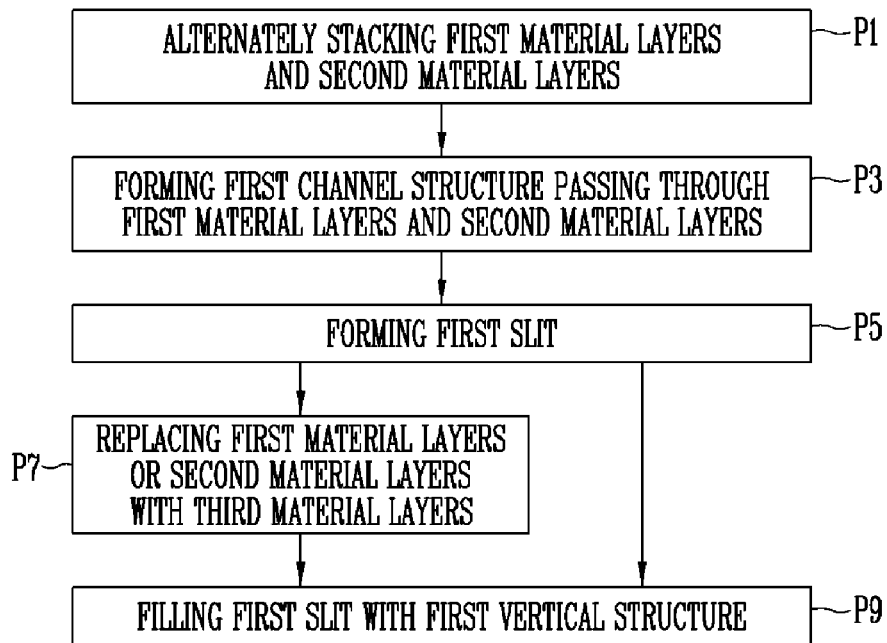 ALTERNATELY STACKING FIRST MATERIAL LAYERS
AND SECOND MATERIAL LAYERS
P1
FORMING FIRST CHANNEL STRUCTURE PASSING THROUGH
FIRST MATERIAL LAYERS AND SECOND MATERIAL LAYERS
P3
FORMING FIRST SLIT
P5
P7
REPLACING FIRST MATERIAL LAYERS
OR SECOND MATERIAL LAYERS
WITH THIRD MATERIAL LAYERS
FILLING FIRST SLIT WITH FIRST VERTICAL STRUCTURE
P9